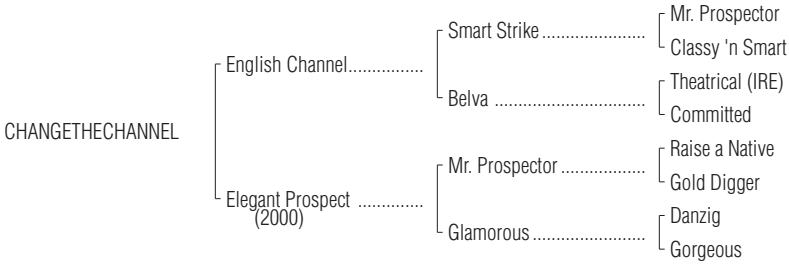 Mr. Prospector
Smart Strike ......................
Classy 'n Smart
English Channel................
Theatrical (IRE)
Belva ................................
Committed
CHANGETHECHANNEL
Raise a Native
Mr. Prospector ..................
Gold Digger
Elegant Prospect ..............
(2000)
Danzig
Glamorous........................
Gorgeous